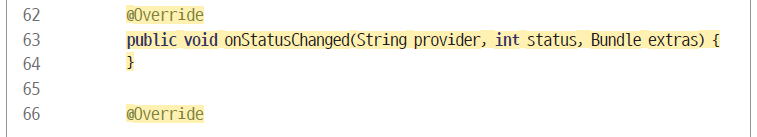 62 @Override
63 public void onStatusChanged(String provider, int status, Bundle extras) {
64 }
65
66 @Override